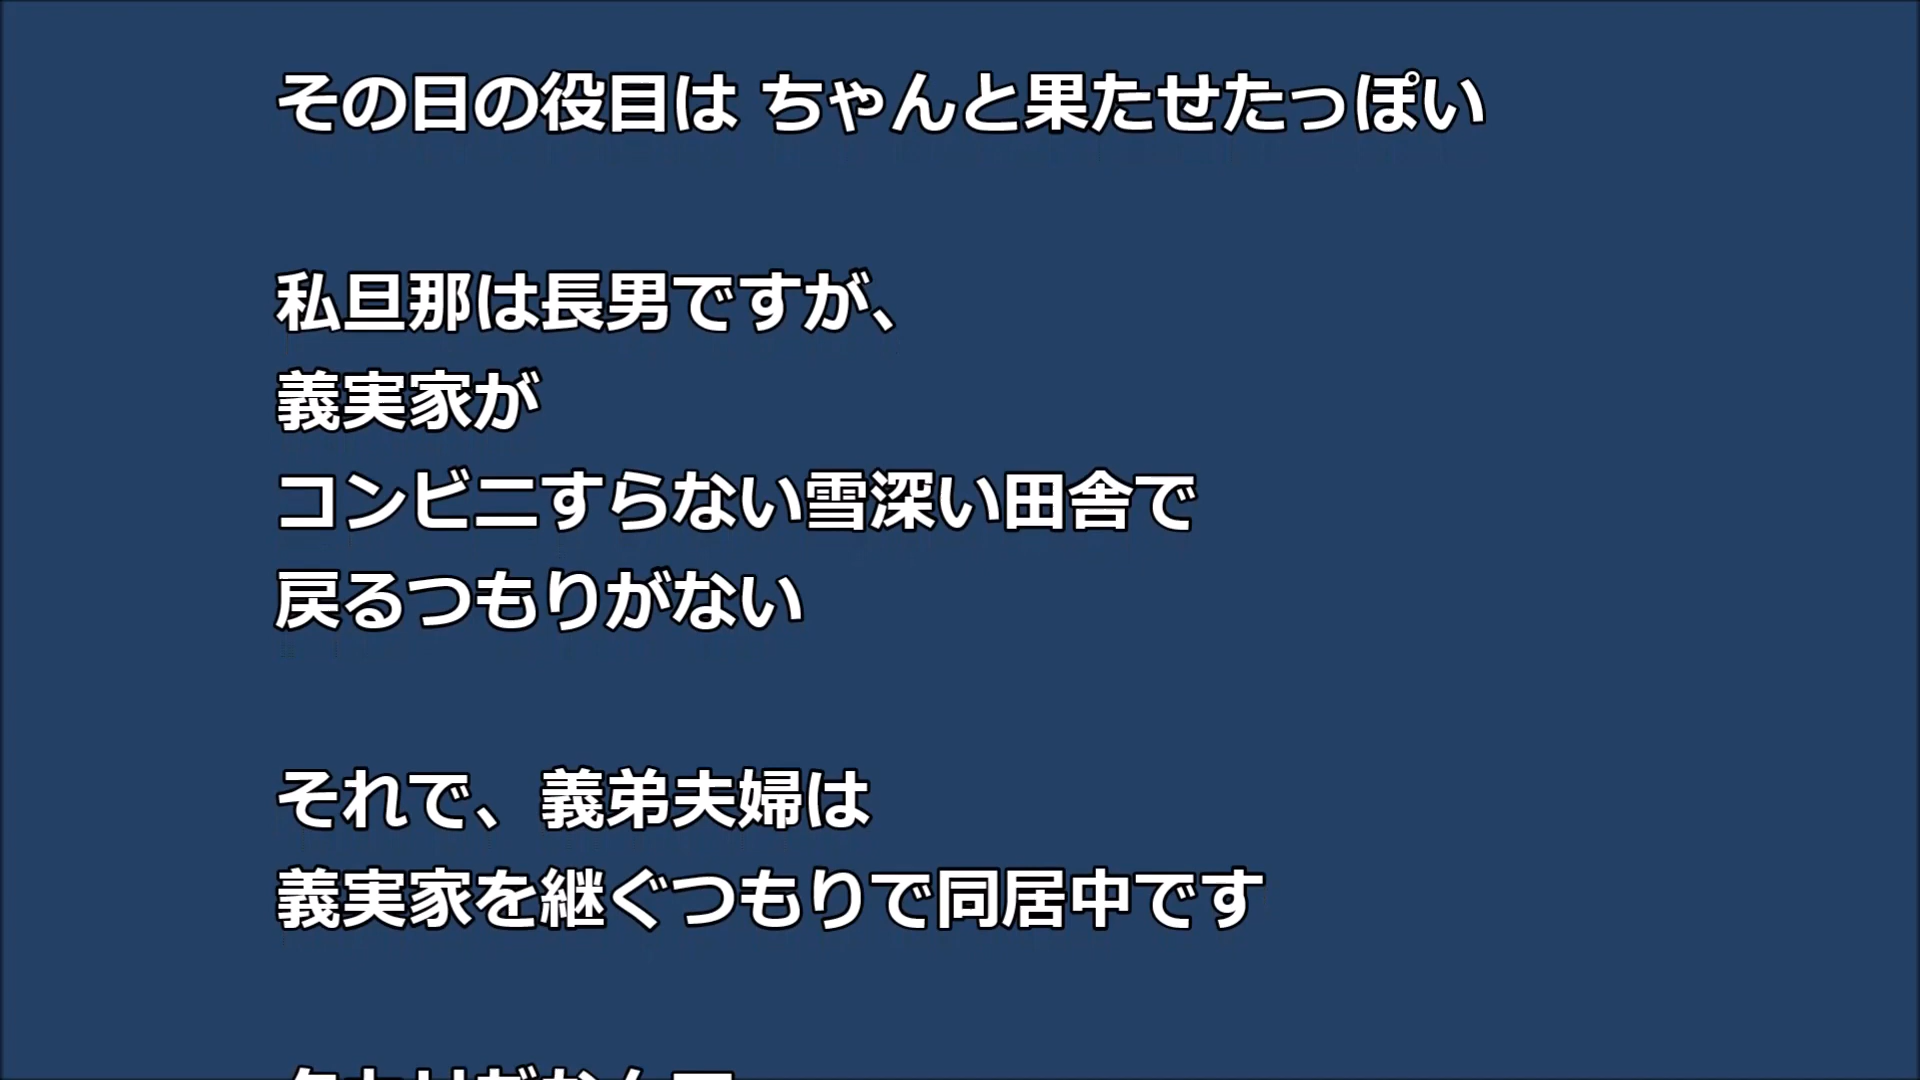 その日の役目は ちゃんと果たせたっぽい
私旦那は長男ですが、
義実家が
コンビニすらない雪深い田舎で
戻るつもりがない
それで、義弟夫婦は
義実家を継ぐつもりで同居中です